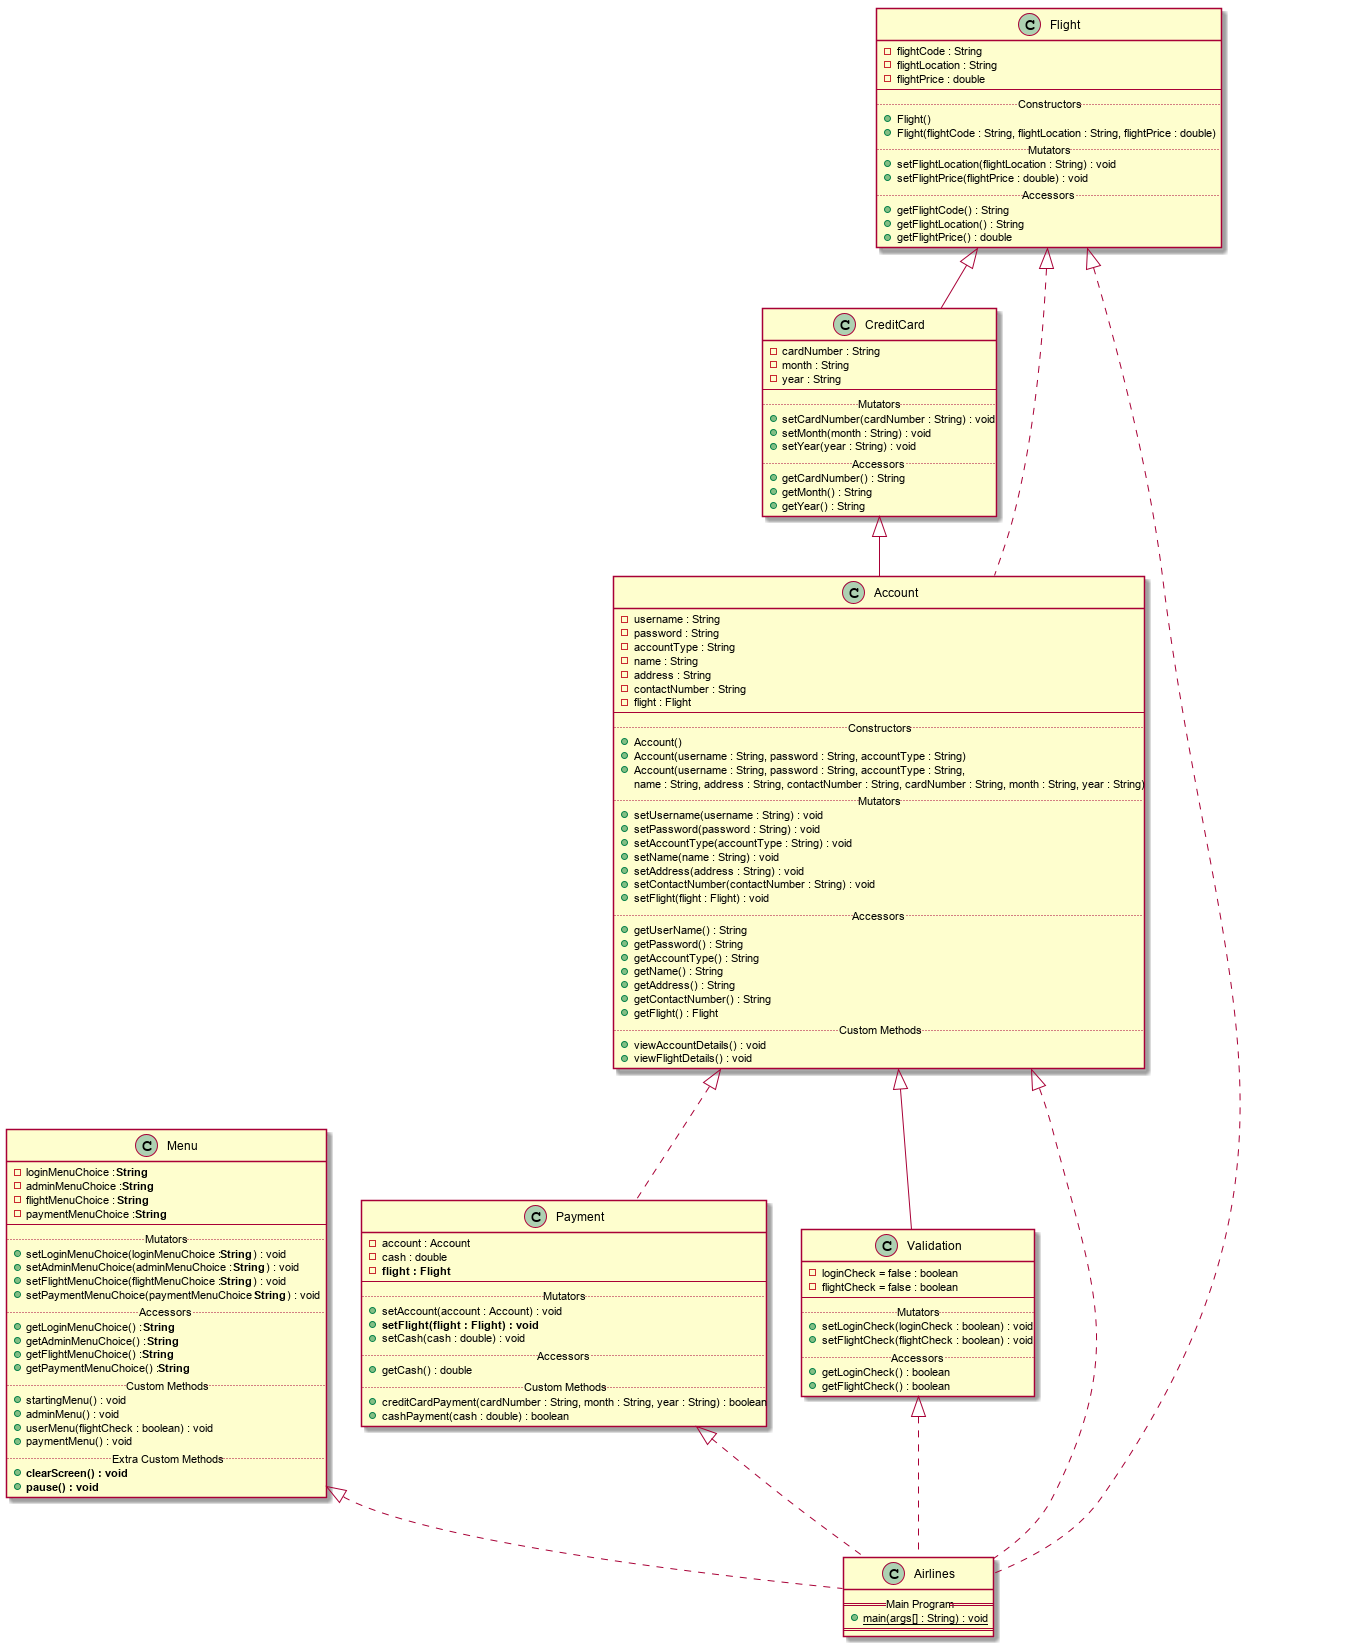 C Flight
flightCode : String
flightLocation : String
flightPrice : double
Constructors
Flight()
Flight(flightCode : String, flightLocation : String, flightPrice : double)
Mutators
setFlightLocation(flightLocation : String) : void
setFlightPrice(flightPrice : double) : void
Accessors
getFlightCode() : String
getFlightLocation() : String
getFlightPrice() : double
C CreditCard
cardNumber : String
month : String
year : String
Mutators
setCardNumber(cardNumber : String) : void
setMonth(month : String) : void
setYear(year : String) : void
Accessors
getCardNumber() : String
getMonth() : String
getYear() : String
C Account
username : String
password : String
accountType : String
name : String
address : String
contactNumber : String
flight : Flight
Constructors
Account()
Account(username : String, password : String, accountType : String)
Account(username : String, password : String, accountType : String,
name : String, address : String, contactNumber : String, cardNumber : String, month : String, year : String)
Mutators
setUsername(username : String) : void
setPassword(password : String) : void
setAccountType(accountType : String) : void
setName(name : String) : void
setAddress(address : String) : void
setContactNumber(contactNumber : String) : void
setFlight(flight : Flight) : void
Accessors
getUserName() : String
getPassword() : String
getAccountType() : String
getName() : String
getAddress() : String
getContactNumber() : String
getFlight() : Flight
Custom Methods
viewAccountDetails() : void
viewFlightDetails() : void
C Menu
loginMenuChoice :String
adminMenuChoice :String
flightMenuChoice : String
paymentMenuChoice :String
Mutators
setLoginMenuChoice(loginMenuChoice :String ) : void
setAdminMenuChoice(adminMenuChoice : String ) : void
setFlightMenuChoice(flightMenuChoice :String ) : void
setPaymentMenuChoice(paymentMenuChoice String ) : void
Accessors
getLoginMenuChoice() : String
getAdminMenuChoice() : String
getFlightMenuChoice() :String
getPaymentMenuChoice() :String
Custom Methods
startingMenu() : void
adminMenu() : void
userMenu(flightCheck : boolean) : void
paymentMenu() : void
Extra Custom Methods
clearScreen() : void
pause() : void
C Payment
account : Account
cash : double
flight : Flight
Mutators
setAccount(account : Account) : void
setFlight(flight : Flight) : void
setCash(cash : double) : void
Accessors
getCash() : double
Custom Methods
creditCardPayment(cardNumber : String, month : String, year : String) : boolean
cashPayment(cash : double) : boolean
C Validation
loginCheck = false : boolean
flightCheck = false : boolean
Mutators
setLoginCheck(loginCheck : boolean) : void
setFlightCheck(flightCheck : boolean) : void
Accessors
getLoginCheck() : boolean
getFlightCheck() : boolean
C Airlines
Main Program
main(args[] : String) : void